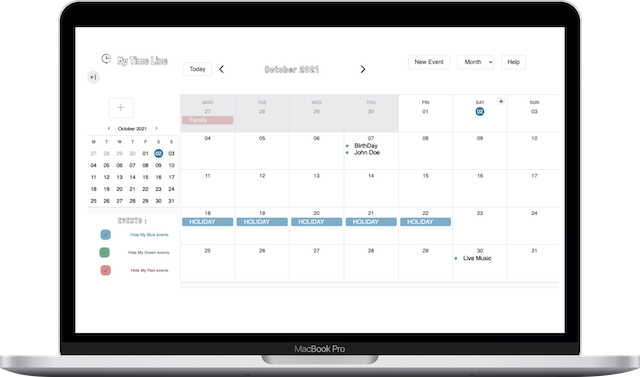 My Time Line
Today
October 2021
New Event
Month
Help
October 2021
M T W T F S S
27 28 29 30 01 02 03
04 05 06 07 08 09 10
11 12 13 14 15 16 17
18 19 20 21 22 23 24
25 26 27 28 29 30 31
EVENTS :
Hide My Blue events
Hide My Green events
Hide My Red events
MON TUE WED THU FRI SAT SUN
27 28 29 30 01 02 03
Family
04 05 06 07 08 09 10
BIrthDay
John Doe
11 12 13 14 15 16 17
18 19 20 21 22 23 24
HOLIDAY HOLIDAY HOLIDAY HOLIDAY HOLIDAY
25 26 27 28 29 30 31
Live Music
MacBook Pro